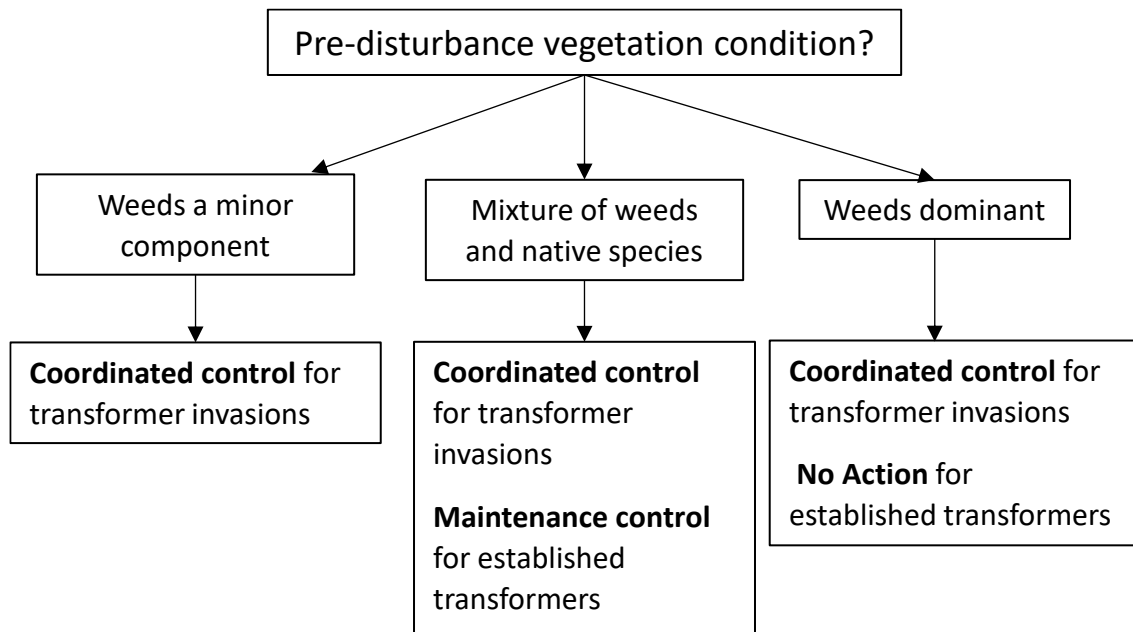 Pre-disturbance vegetation condition?
Weeds a minor
component
Mixture of weeds
and native species
Weeds dominant
Coordinated control for
transformer invasions
Coordinated control
for transformer
invasions
Maintenance control
for established
transformers
Coordinated control for
transformer invasions
No Action for
established transformers